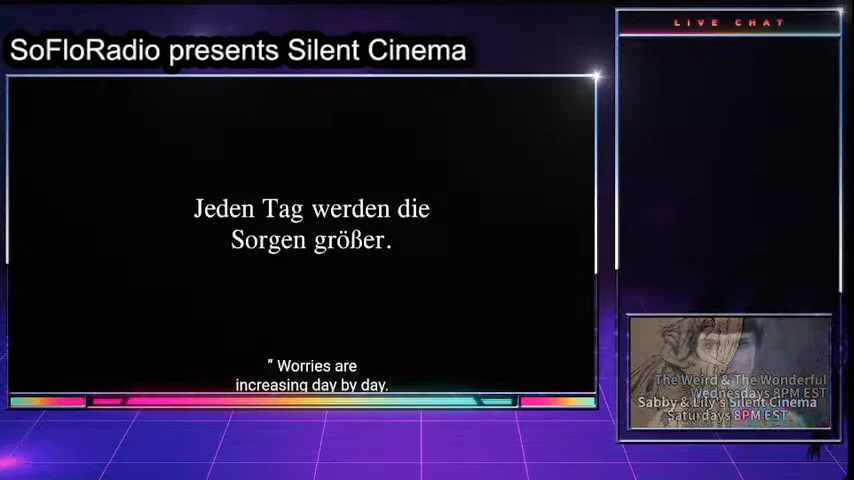 SoFloRadio presents Silent Cinema
LIVE CHAT
Jeden Tag werden die
Sorgen größer.
" Worries are
increasing day by day.
The Weird & The Wonderful
Wednesdays 8PM EST
Sabby & Lily's Silent Cinema
Saturdays 8PM EST